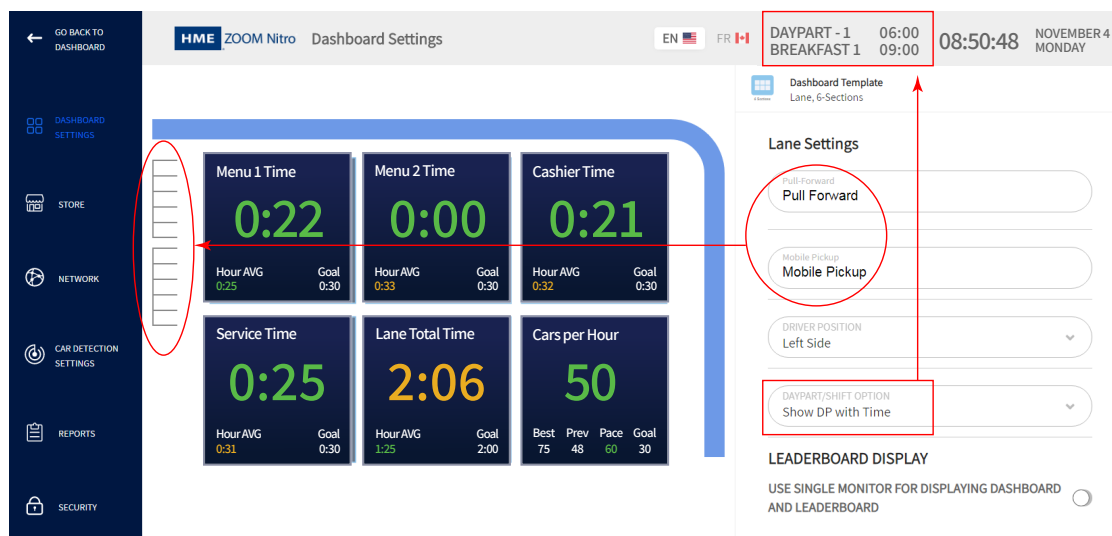 GO BACK TO
DASHBOARD
HME ZOOM Nitro Dashboard Settings
EN FR
DAYPART - 1 06:00
BREAKFAST 1 09:00
08:50:48
NOVEMBER 4
MONDAY
DASHBOARD
SETTINGS
STORE
NETWORK
CAR DETECTION
SETTINGS
REPORTS
SECURITY
Menu 1 Time
0:22
Hour AVG Goal
0:25 0:30
Menu 2 Time
0:00
Hour AVG Goal
0:33 0:30
Cashier Time
0:21
Hour AVG Goal
0:32 0:30
Service Time
0:25
Hour AVG Goal
0:31 0:30
Lane Total Time
2:06
Hour AVG Goal
1:25 2:00
Cars per Hour
50
Best Prev Pace Goal
75 48 60 30
Dashboard Template
Lane, 6-Sections
Lane Settings
Pull-Forward
Pull Forward
Mobile Pickup
Mobile Pickup
DRIVER POSITION
Left Side
DAYPART/SHIFT OPTION
Show DP with Time
LEADERBOARD DISPLAY
USE SINGLE MONITOR FOR DISPLAYING DASHBOARD
AND LEADERBOARD